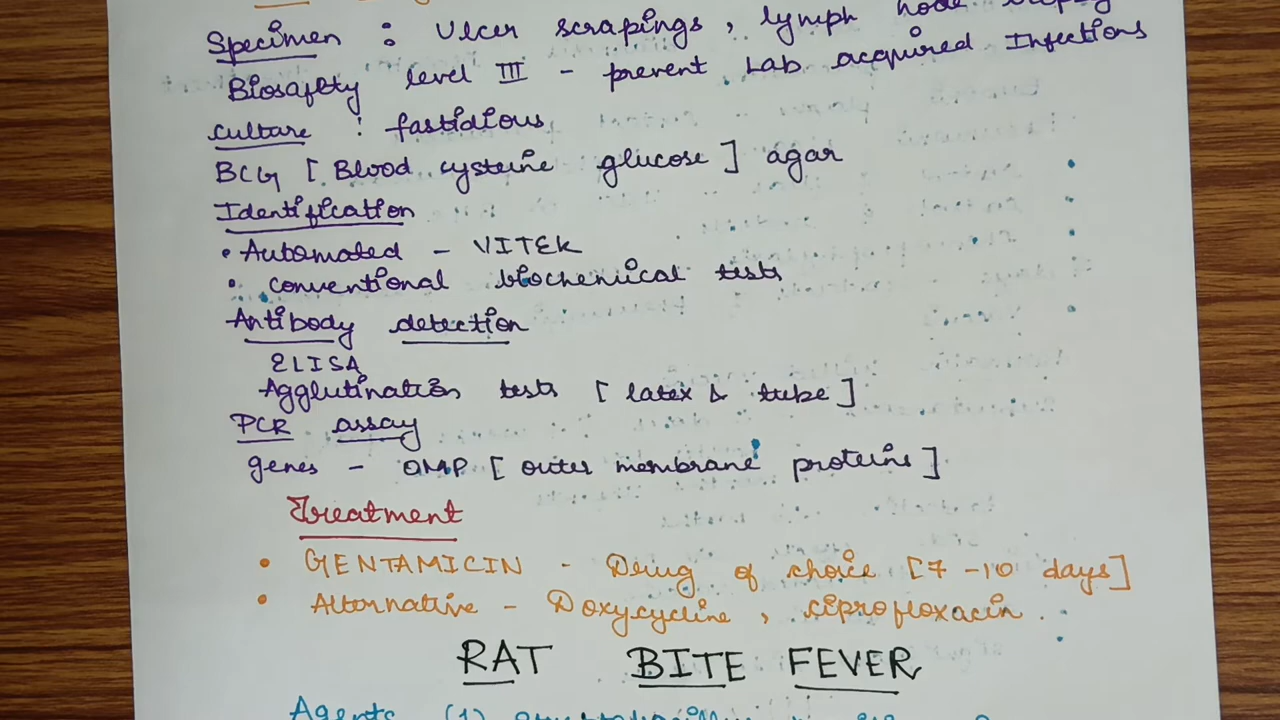 Specimen : Ulcer scrapings, lymph node biopsy
Biosafety level III - prevent Lab acquired Infections
culture : fastidious
BCG [Blood cysteine glucose] agar
Identification
• Automated - VITEK
• conventional biochemical tests
Antibody detection
ELISA
Agglutination tests [latex & tube]
PCR assay
genes - OMP [outer membrane proteins]
Treatment
• GENTAMICIN - Drug of choice [7-10 days]
• Alternative - Doxycycline, ciprofloxacin.
RAT BITE FEVER
Agents (1)